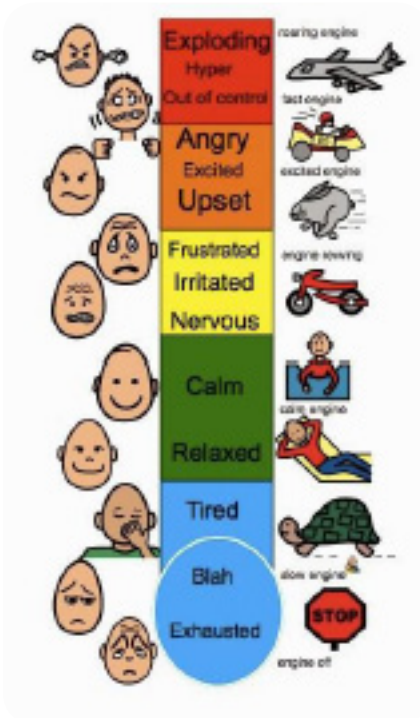 Exploding
Hyper
Out of control
Angry
Excited
Upset
Frustrated
Irritated
Nervous
Calm
Relaxed
Tired
Blah
Exhausted
roaring engine
fast engine
excited engine
engine revving
calm engine
slow engine
STOP
engine off